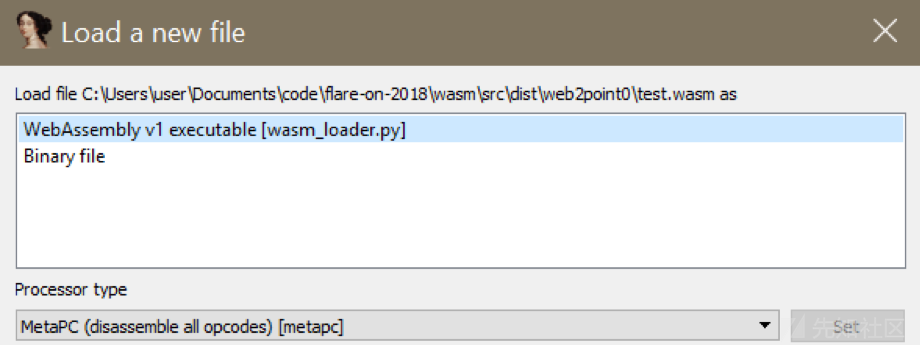 Load a new file
Load file C:\Users\user\Documents\code\flare-on-2018\wasm\src\dist\web2point0\test.wasm as
WebAssembly v1 executable [wasm_loader.py]
Binary file
Processor type
MetaPC (disassemble all opcodes) [metapc]
Set
先知社区